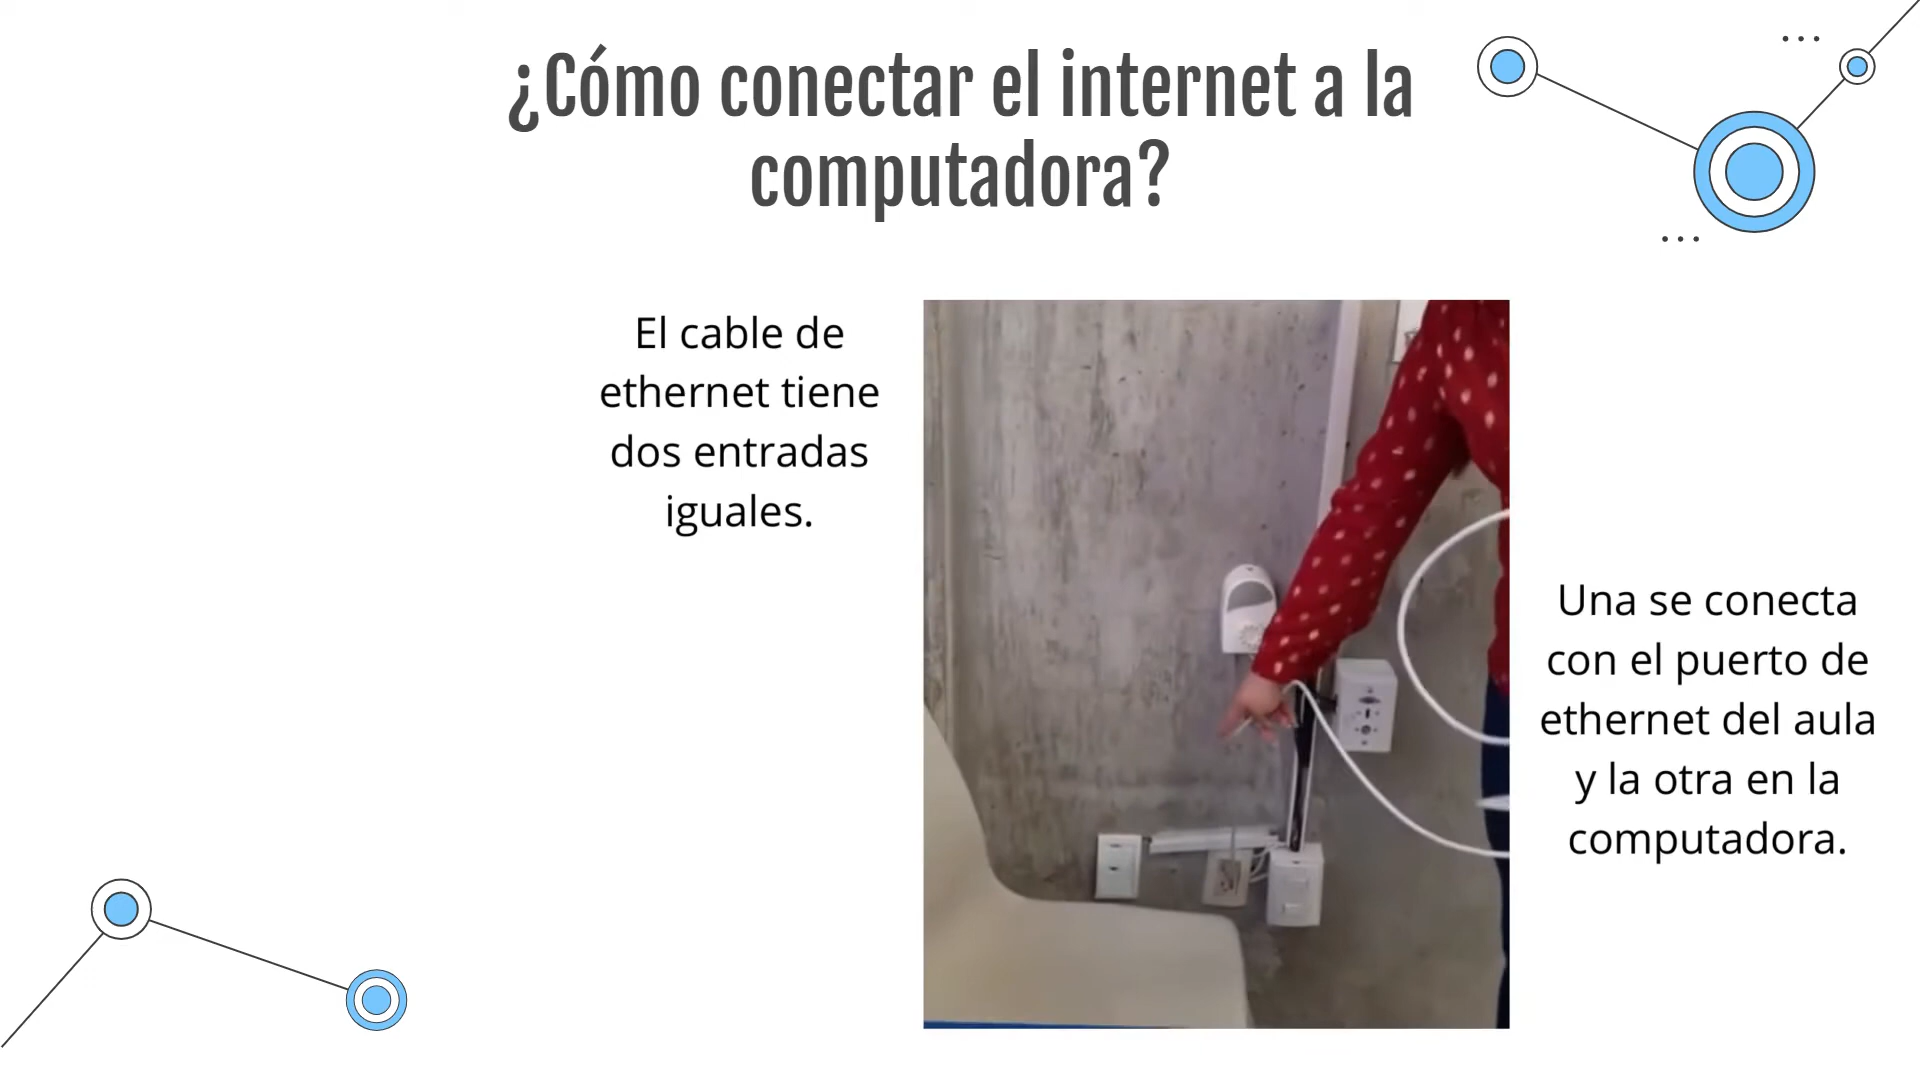 ¿Cómo conectar el internet a la
computadora?
El cable de
ethernet tiene
dos entradas
iguales.
Una se conecta
con el puerto de
ethernet del aula
y la otra en la
computadora.